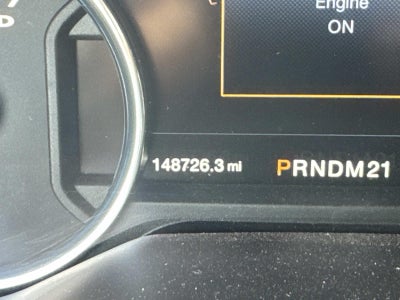 Engine
ON
148726.3 mi
PRNDM21